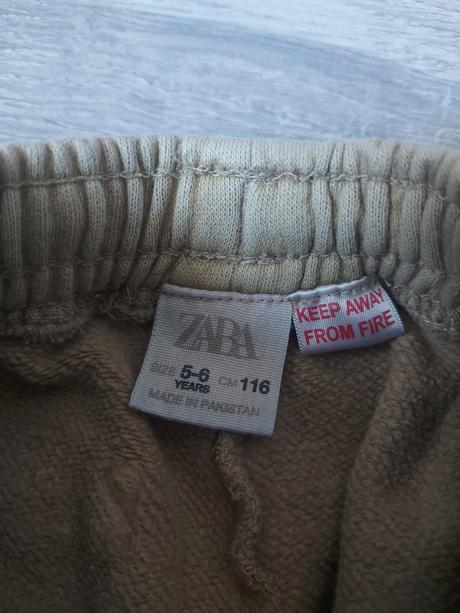 ZARA
SIZE 5-6 YEARS CM 116
MADE IN PAKISTAN
KEEP AWAY
FROM FIRE